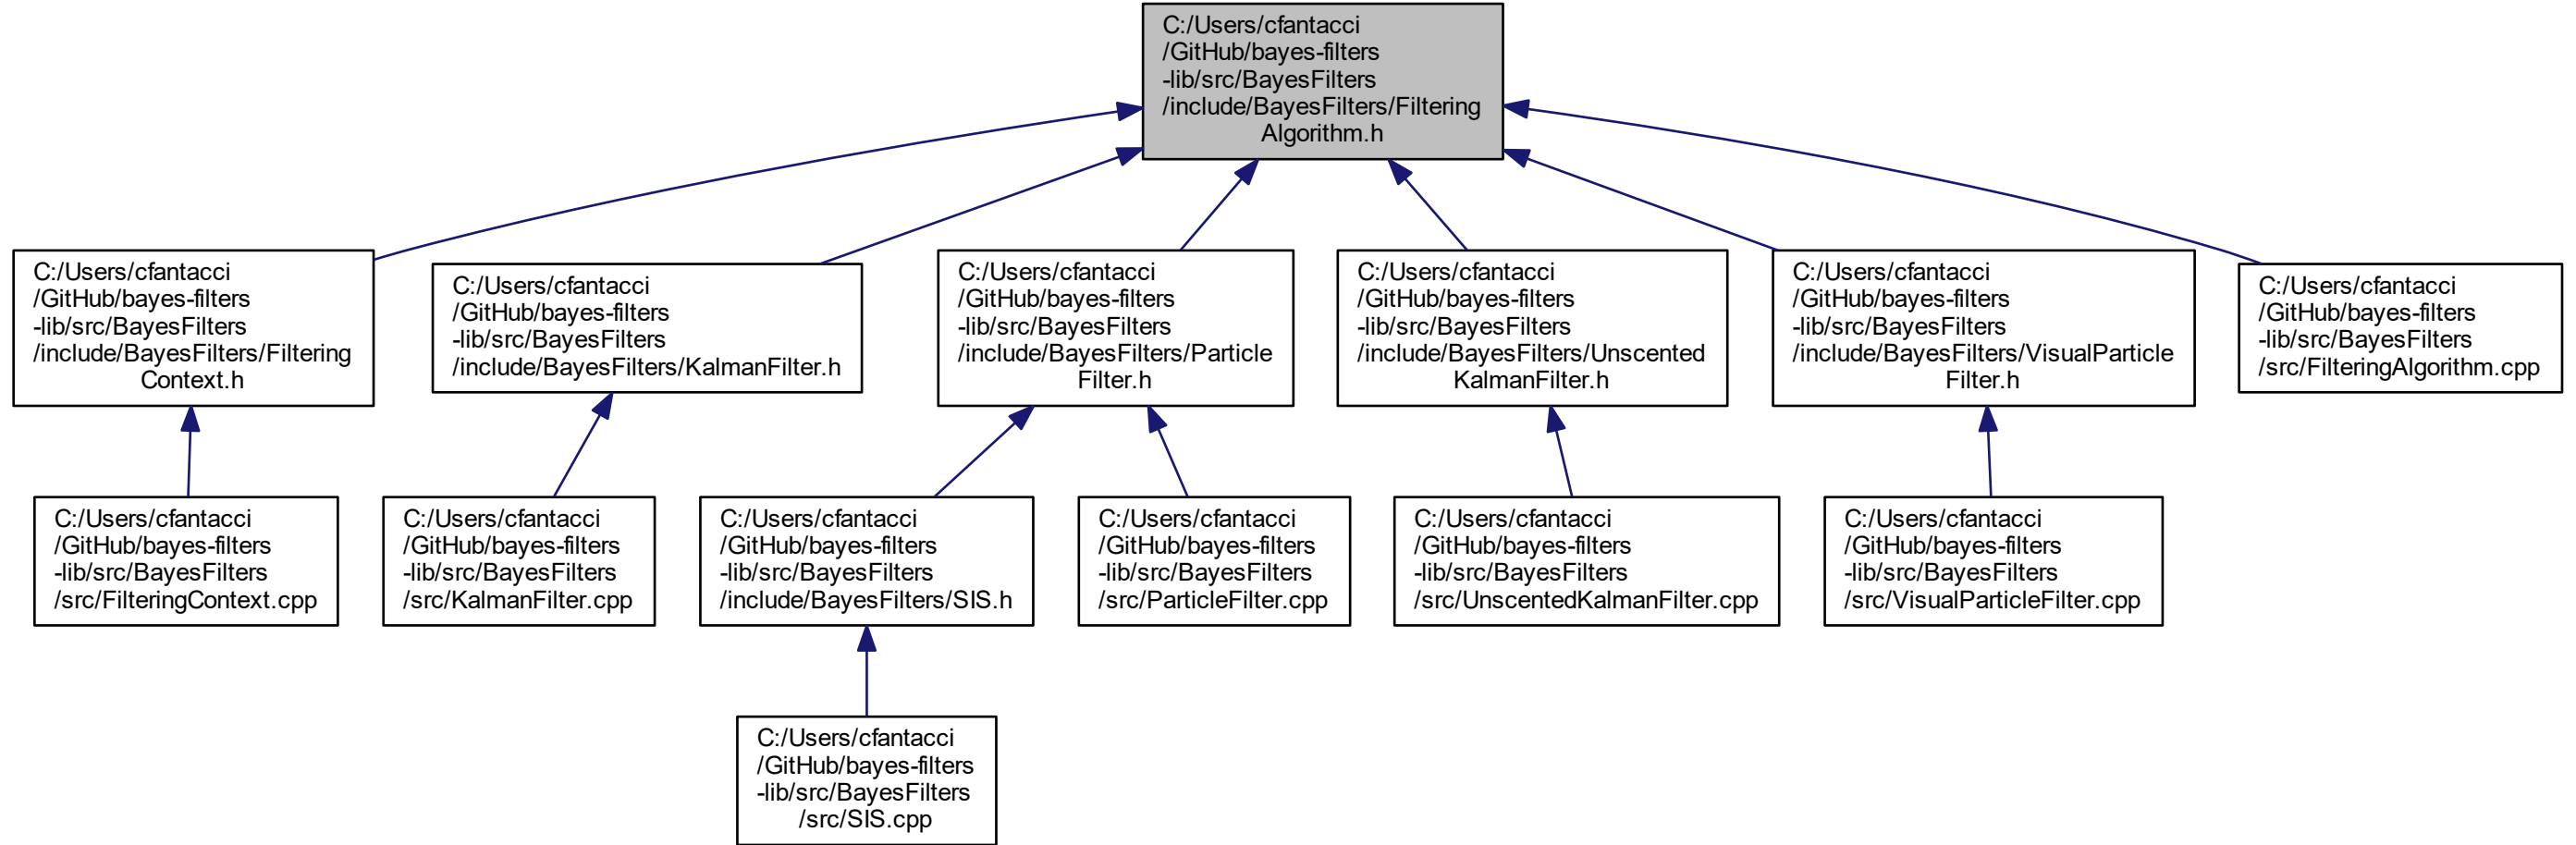 C:/Users/cfantacci
/GitHub/bayes-filters
-lib/src/BayesFilters
/include/BayesFilters/Filtering
Algorithm.h
C:/Users/cfantacci
/GitHub/bayes-filters
-lib/src/BayesFilters
/include/BayesFilters/Filtering
Context.h
C:/Users/cfantacci
/GitHub/bayes-filters
-lib/src/BayesFilters
/include/BayesFilters/KalmanFilter.h
C:/Users/cfantacci
/GitHub/bayes-filters
-lib/src/BayesFilters
/include/BayesFilters/Particle
Filter.h
C:/Users/cfantacci
/GitHub/bayes-filters
-lib/src/BayesFilters
/include/BayesFilters/Unscented
KalmanFilter.h
C:/Users/cfantacci
/GitHub/bayes-filters
-lib/src/BayesFilters
/include/BayesFilters/VisualParticle
Filter.h
C:/Users/cfantacci
/GitHub/bayes-filters
-lib/src/BayesFilters
/src/FilteringAlgorithm.cpp
C:/Users/cfantacci
/GitHub/bayes-filters
-lib/src/BayesFilters
/src/FilteringContext.cpp
C:/Users/cfantacci
/GitHub/bayes-filters
-lib/src/BayesFilters
/src/KalmanFilter.cpp
C:/Users/cfantacci
/GitHub/bayes-filters
-lib/src/BayesFilters
/include/BayesFilters/SIS.h
C:/Users/cfantacci
/GitHub/bayes-filters
-lib/src/BayesFilters
/src/ParticleFilter.cpp
C:/Users/cfantacci
/GitHub/bayes-filters
-lib/src/BayesFilters
/src/UnscentedKalmanFilter.cpp
C:/Users/cfantacci
/GitHub/bayes-filters
-lib/src/BayesFilters
/src/VisualParticleFilter.cpp
C:/Users/cfantacci
/GitHub/bayes-filters
-lib/src/BayesFilters
/src/SIS.cpp